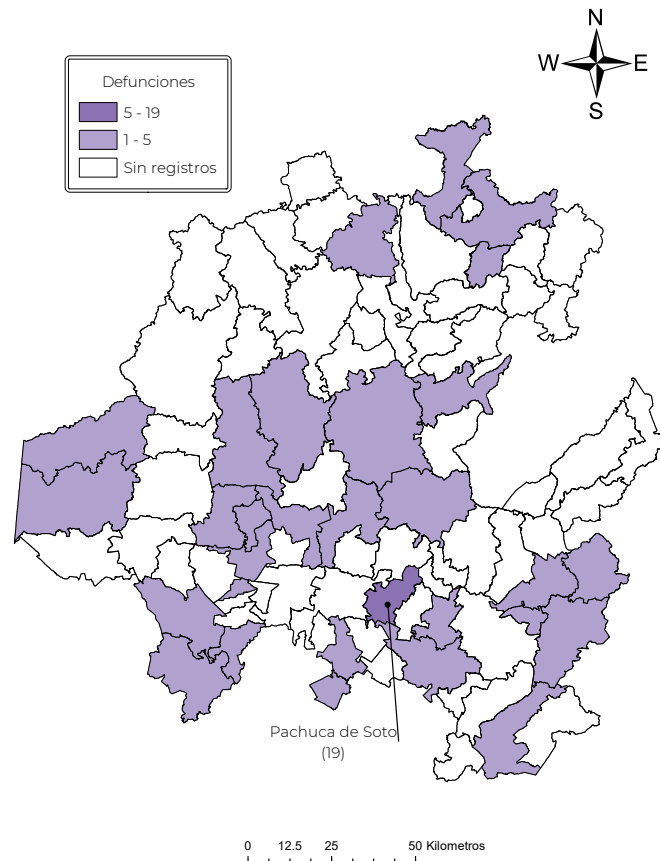 N
W E
S
Defunciones
5 - 19
1 - 5
Sin registros
Pachuca de Soto
(19)
0 12.5 25 50 Kilometros